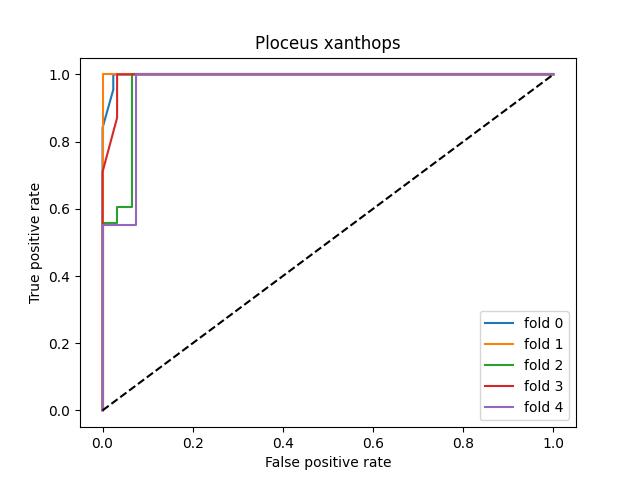 Ploceus xanthops
True positive rate
1.0
0.8
0.6
0.4
0.2
0.0
0.0 0.2 0.4 0.6 0.8 1.0
False positive rate
fold 0
fold 1
fold 2
fold 3
fold 4